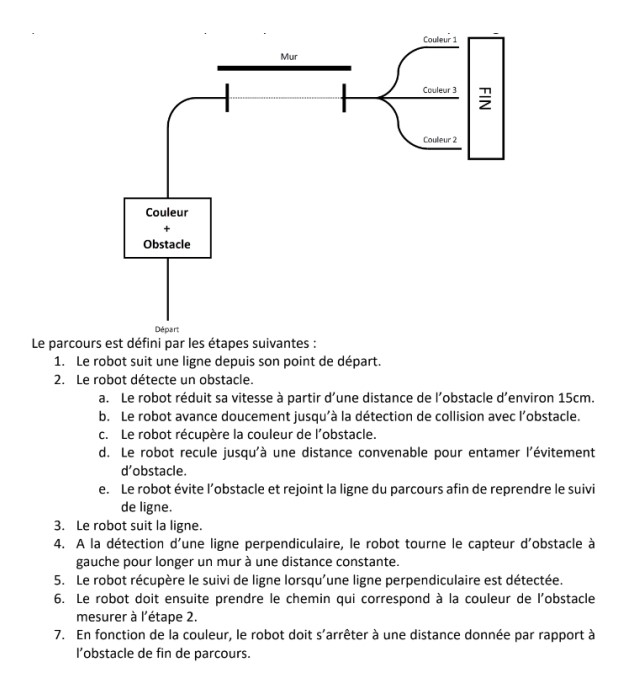 Couleur 1
Mur
Couleur 3
FIN
Couleur 2
Couleur
+
Obstacle
Départ
Le parcours est défini par les étapes suivantes :
1. Le robot suit une ligne depuis son point de départ.
2. Le robot détecte un obstacle.
a. Le robot réduit sa vitesse à partir d’une distance de l’obstacle d’environ 15cm.
b. Le robot avance doucement jusqu’à la détection de collision avec l’obstacle.
c. Le robot récupère la couleur de l’obstacle.
d. Le robot recule jusqu’à une distance convenable pour entamer l’évitement
d’obstacle.
e. Le robot évite l’obstacle et rejoint la ligne du parcours afin de reprendre le suivi
de ligne.
3. Le robot suit la ligne.
4. A la détection d’une ligne perpendiculaire, le robot tourne le capteur d’obstacle à
gauche pour longer un mur à une distance constante.
5. Le robot récupère le suivi de ligne lorsqu’une ligne perpendiculaire est détectée.
6. Le robot doit ensuite prendre le chemin qui correspond à la couleur de l’obstacle
mesurer à l’étape 2.
7. En fonction de la couleur, le robot doit s’arrêter à une distance donnée par rapport à
l’obstacle de fin de parcours.